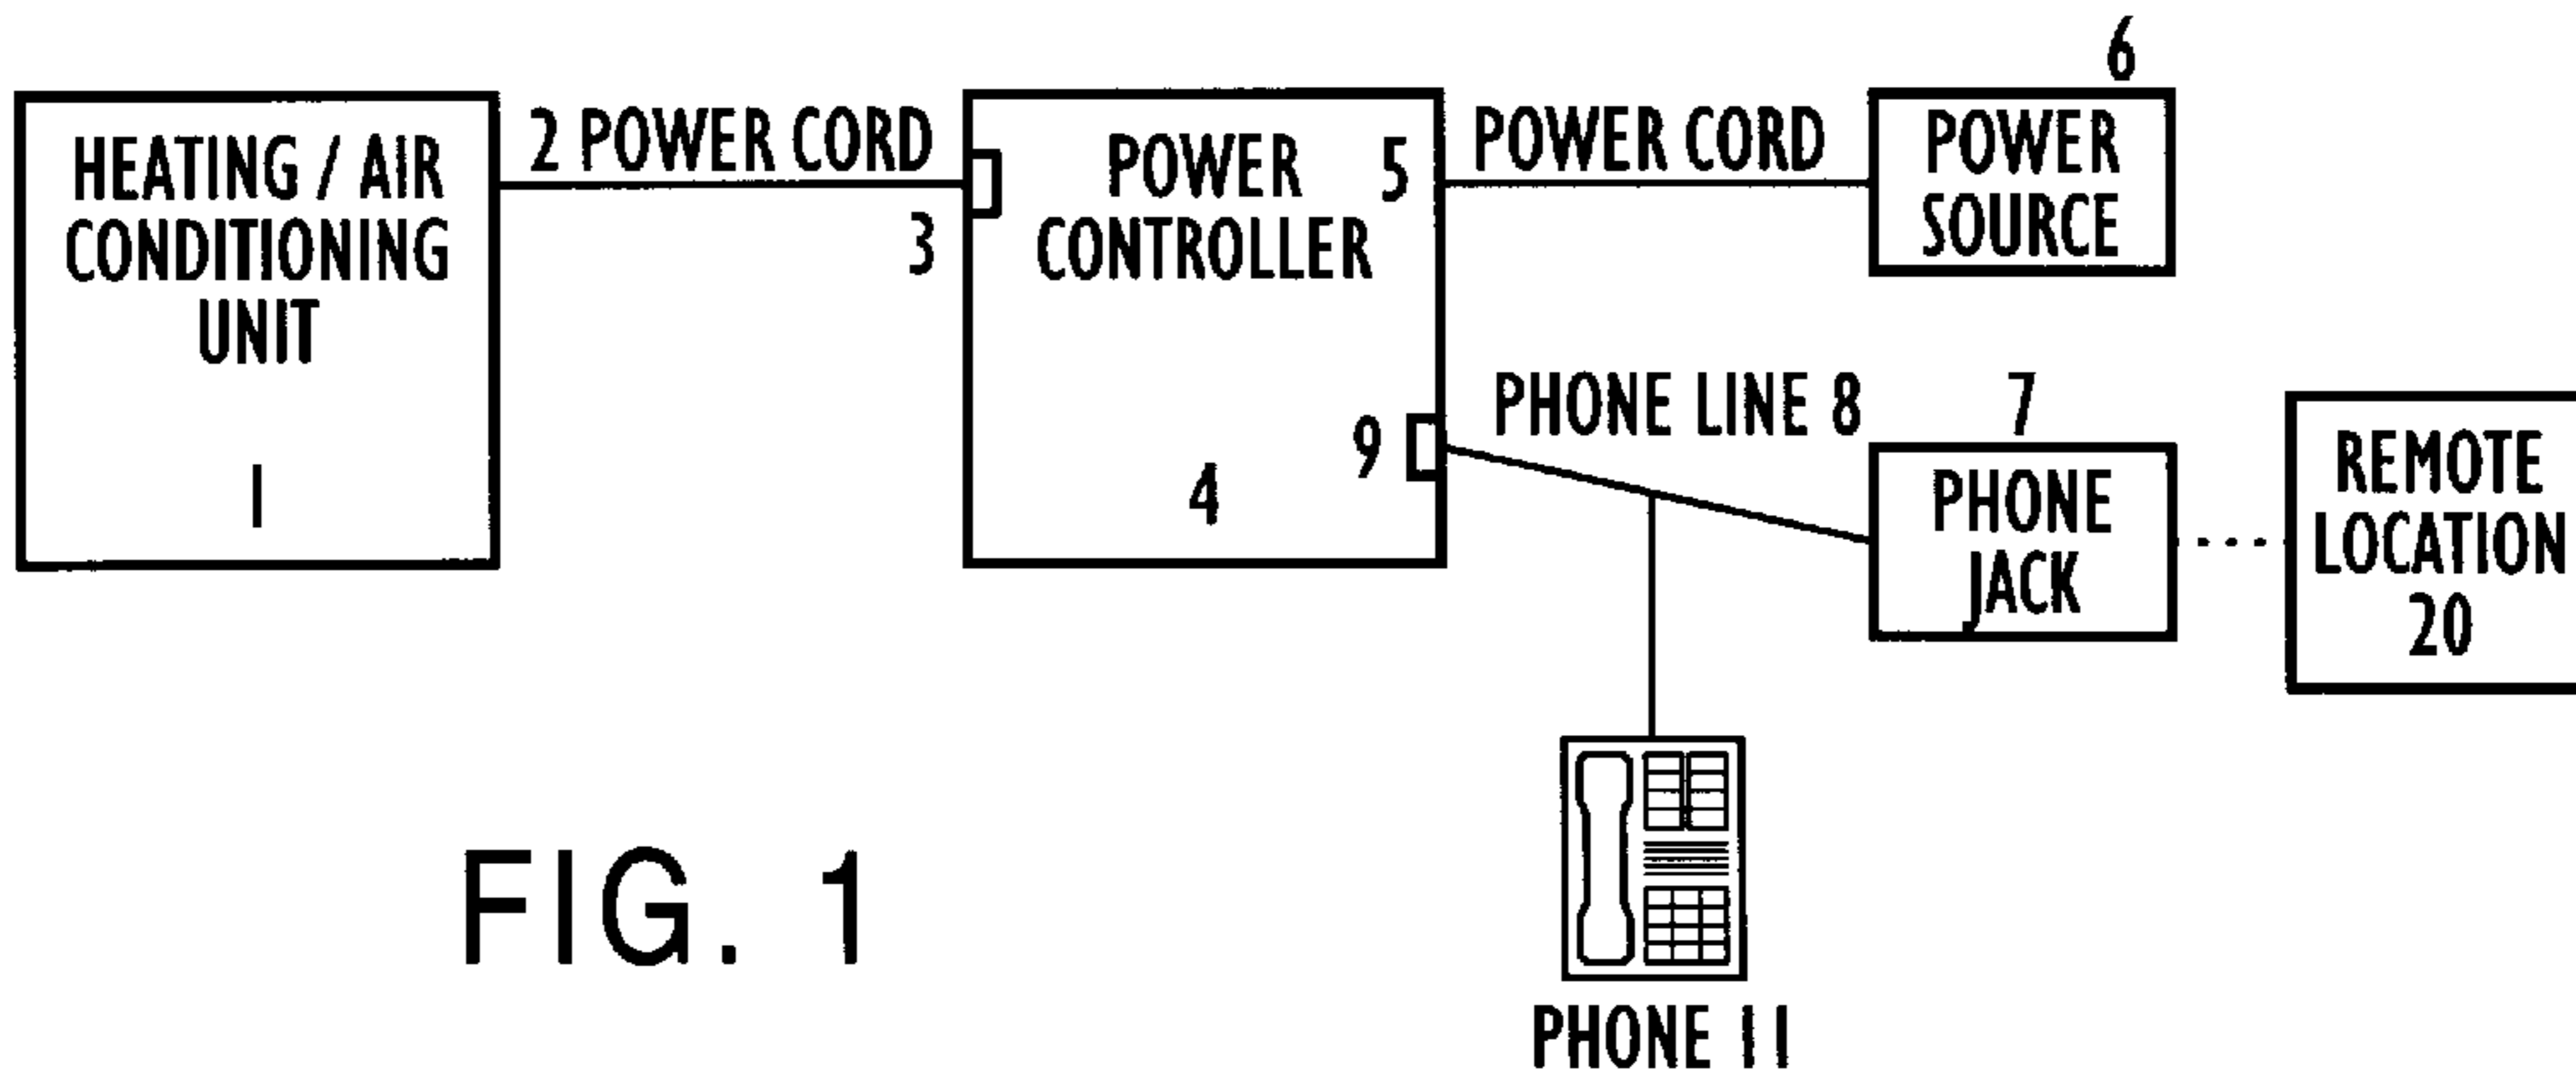 HEATING / AIR
CONDITIONING
UNIT
1
2 POWER CORD
3
POWER
CONTROLLER
4
5
POWER CORD
6
POWER
SOURCE
9
PHONE LINE 8
7
PHONE
JACK
REMOTE
LOCATION
20
PHONE 11
FIG. 1